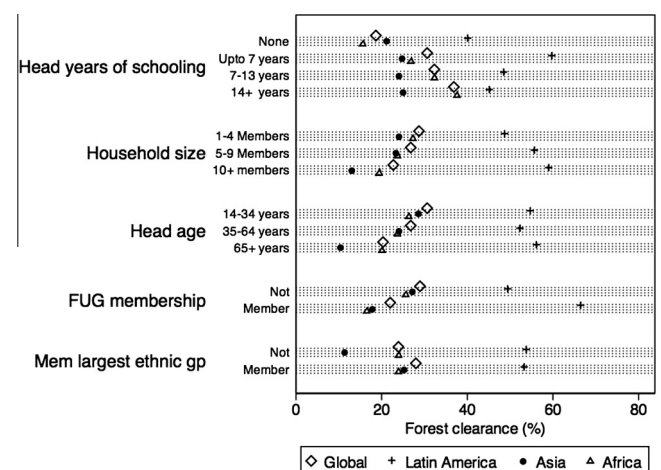 Head years of schooling
None
Upto 7 years
7-13 years
14+ years
Household size
1-4 Members
5-9 Members
10+ members
Head age
14-34 years
35-64 years
65+ years
FUG membership
Not
Member
Mem largest ethnic gp
Not
Member
0 20 40 60 80
Forest clearance (%)
Global Latin America Asia Africa